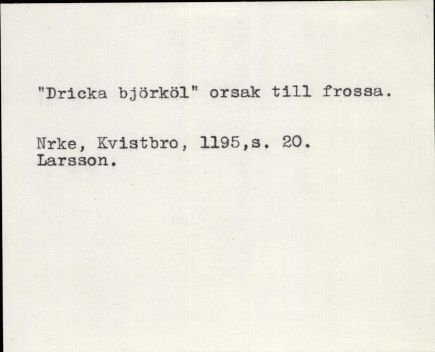 "Dricka björköl" orsak till frossa.
Nrke, Kvistbro, 1195,s. 20.
Larsson.